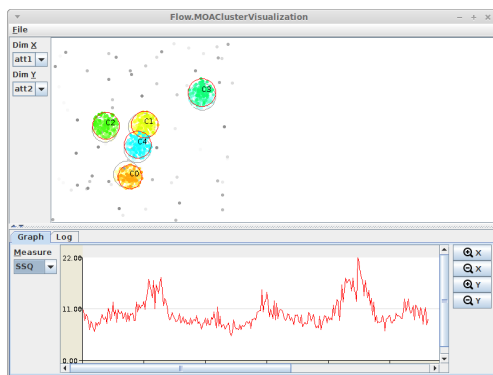 Flow.MOAClusterVisualization
File
Dim X
att1
Dim Y
att2
C3
C2
C1
C4
C0
Graph
Log
Measure
SSQ
22.00
11.00
0.00
X
X
Y
Y